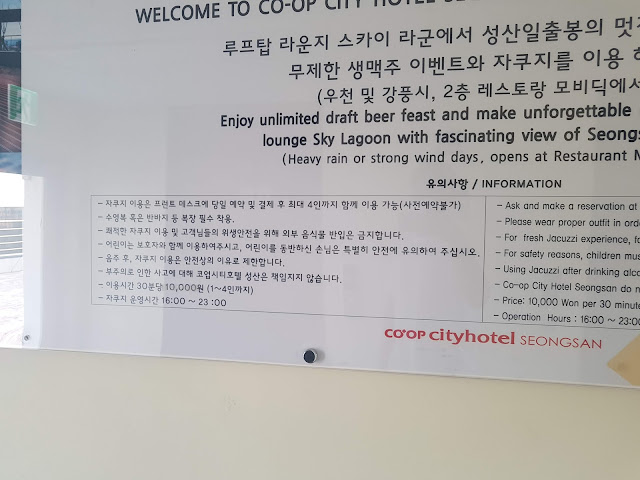 WELCOME TO CO-OP CITY HOTEL
루프탑 라운지 스카이 라군에서 성산일출봉의
무제한 생맥주 이벤트와 자쿠지를 이용
(우천 및 강풍시, 2층 레스토랑 모비딕에서
Enjoy unlimited draft beer feast and make unforgettable
lounge Sky Lagoon with fascinating view of Seongs
(Heavy rain or strong wind days, opens at Restaurant M
유의사항 / INFORMATION
- 자쿠지 이용은 프런트 데스크에 당일 예약 및 결제 후 최대 4인까지 함께 이용 가능(사전예약불가)
- 수영복 혹은 반바지 등 복장 필수 착용.
- 쾌적한 자쿠지 이용 및 고객님들의 위생안전을 위해 외부 음식물 반입은 금지합니다.
- 어린이는 보호자와 함께 이용하여주시고, 어린이를 동반하신 손님은 특별히 안전에 유의하여 주십시오.
- 음주 후, 자쿠지 이용은 안전상의 이유로 제한합니다.
- 부주의로 인한 사고에 대해 코업시티호텔 성산은 책임지지 않습니다.
- 이용시간 30분당 10,000원 (1~4인까지)
- 자쿠지 운영시간 16:00 ~ 23:00
- Ask and make a reservation at
- Please wear proper outfit in orde
- For fresh Jacuzzi experience, fo
- For safety reasons, children mus
- Using Jacuzzi after drinking alco
- Co-op City Hotel Seongsan do n
- Price: 10,000 Won per 30 minute
- Operation Hours : 16:00 ~ 23:0
CO'OP cityhotel SEONGSAN